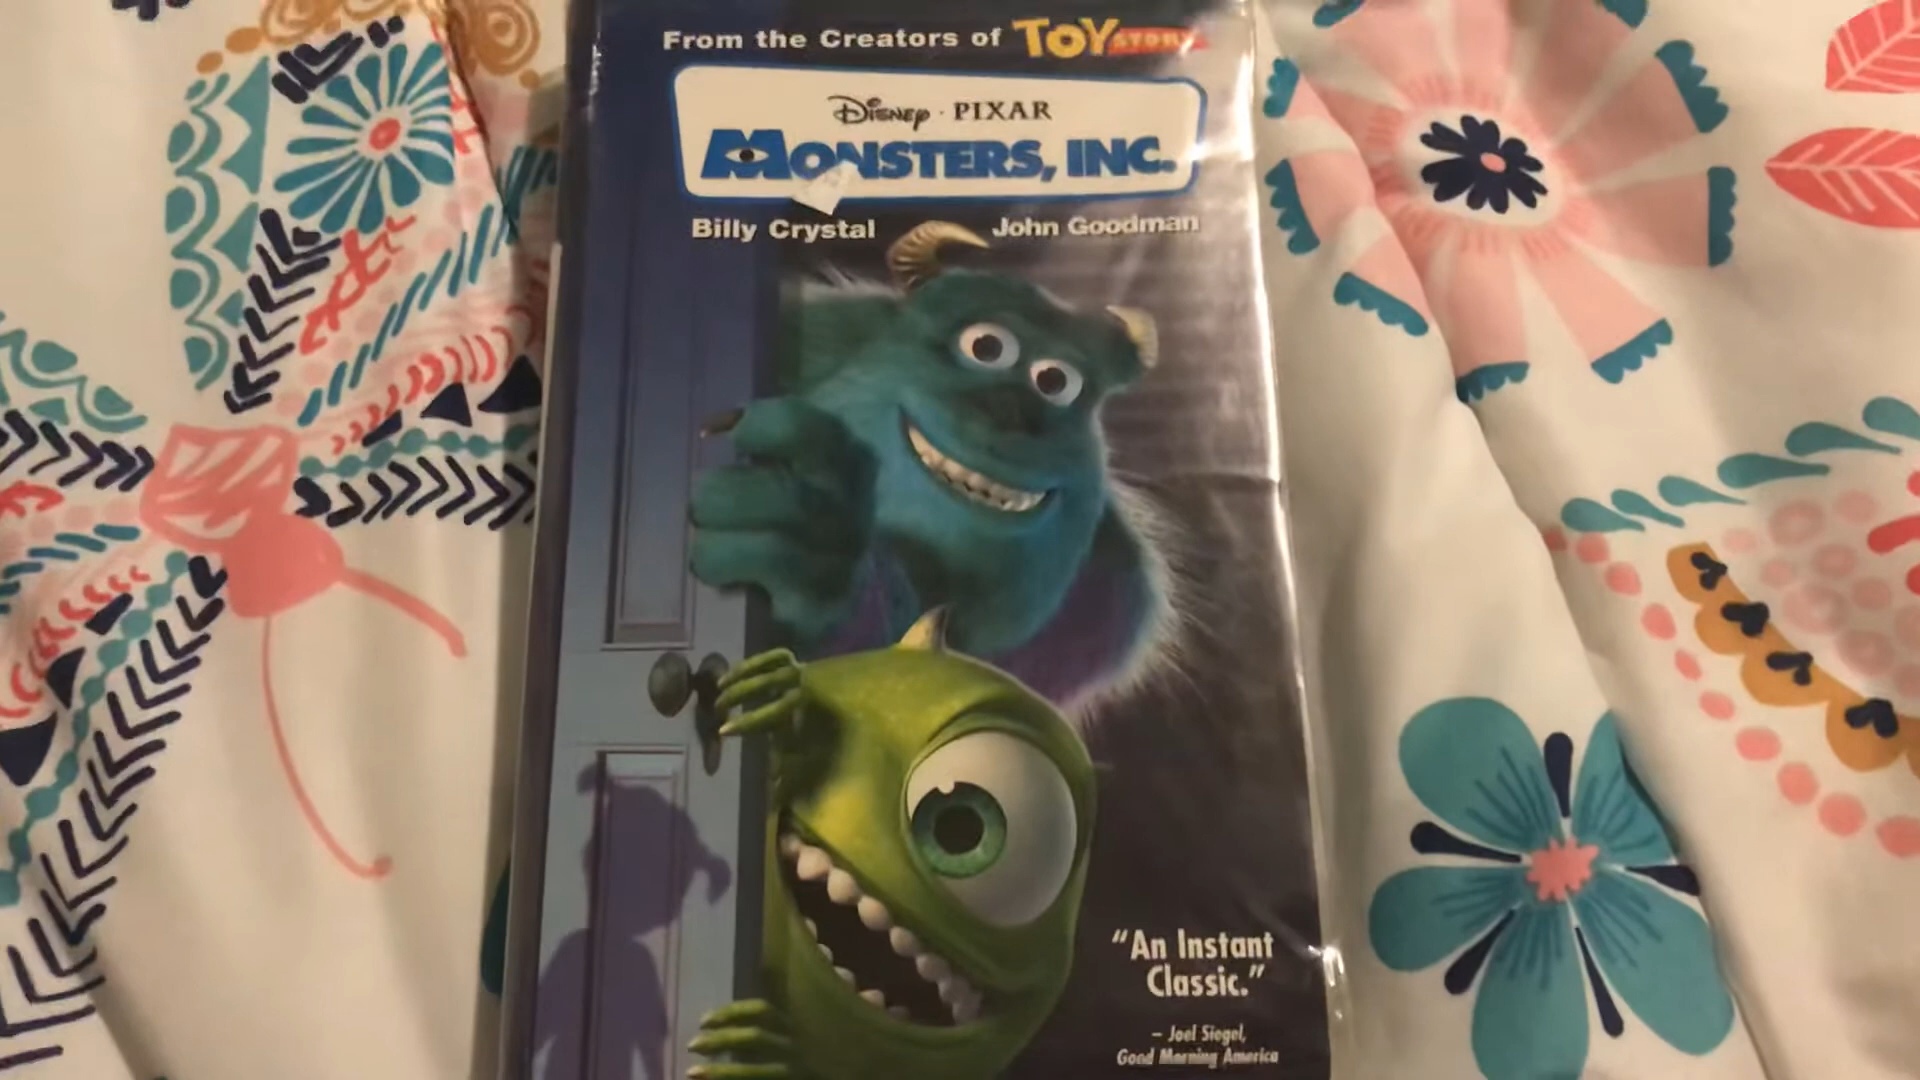 From the Creators of TOY STORY
Disney · PIXAR
MONSTERS, INC.
Billy Crystal John Goodman
"An Instant
Classic."
– Joel Siegel,
Good Morning America